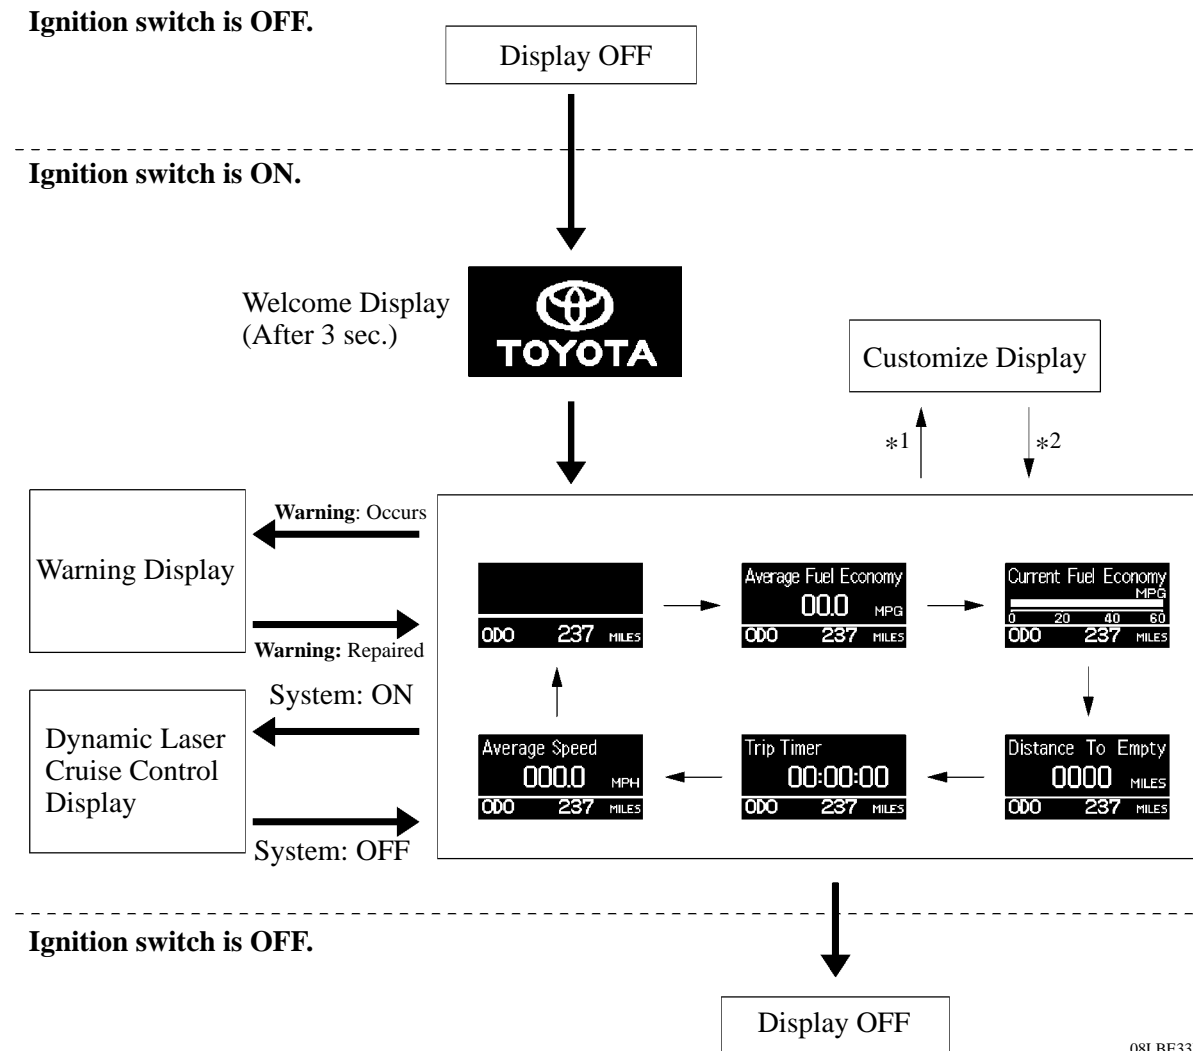 Ignition switch is OFF.
Display OFF
Ignition switch is ON.
Welcome Display
(After 3 sec.)
TOYOTA
Customize Display
*1
*2
Warning: Occurs
Warning Display
Warning: Repaired
ODO 237 MILES
Average Fuel Economy
00.0 MPG
ODO 237 MILES
Current Fuel Economy
MPG
0 20 40 60
ODO 237 MILES
System: ON
Dynamic Laser
Cruise Control
Display
System: OFF
Average Speed
000.0 MPH
ODO 237 MILES
Trip Timer
00:00:00
ODO 237 MILES
Distance To Empty
0000 MILES
ODO 237 MILES
Ignition switch is OFF.
Display OFF